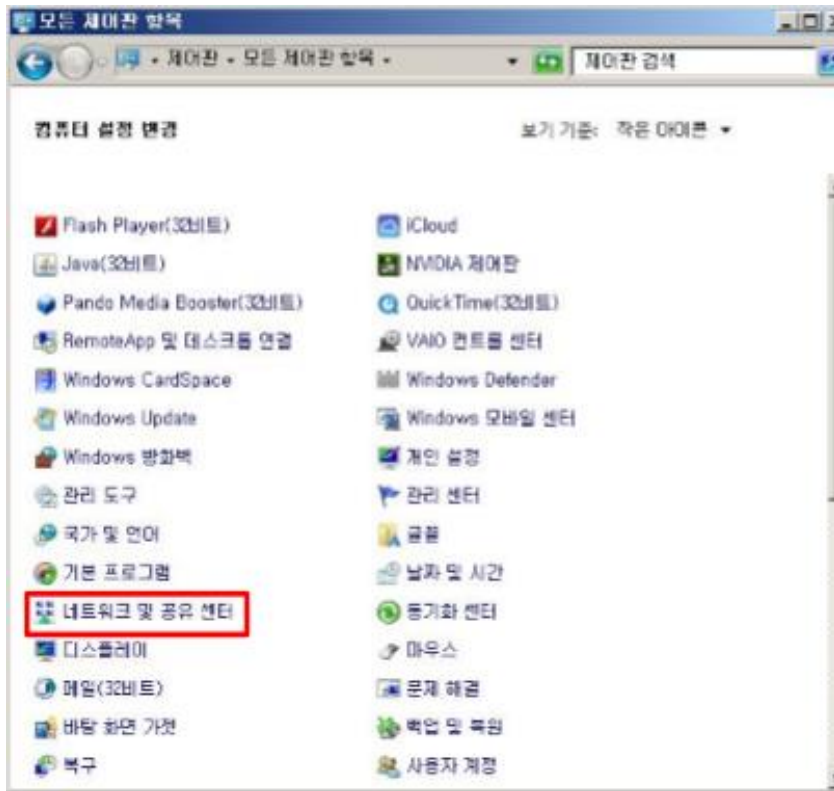 모든 제어판 항목
제어판 모든 제어판 항목 제어판 검색
컴퓨터 설정 변경 보기 기준: 작은 아이콘
Flash Player(32비트) iCloud
Java(32비트) NVIDIA 제어판
Pando Media Booster(32비트) QuickTime(32비트)
RemoteApp 및 데스크톱 연결 VAIO 컨트롤 센터
Windows CardSpace Windows Defender
Windows Update Windows 모바일 센터
Windows 방화벽 개인 설정
관리 도구 관리 센터
국가 및 언어 글꼴
기본 프로그램 날짜 및 시간
네트워크 및 공유 센터 동기화 센터
디스플레이 마우스
메일(32비트) 문제 해결
바탕 화면 가젯 백업 및 복원
복구 사용자 계정